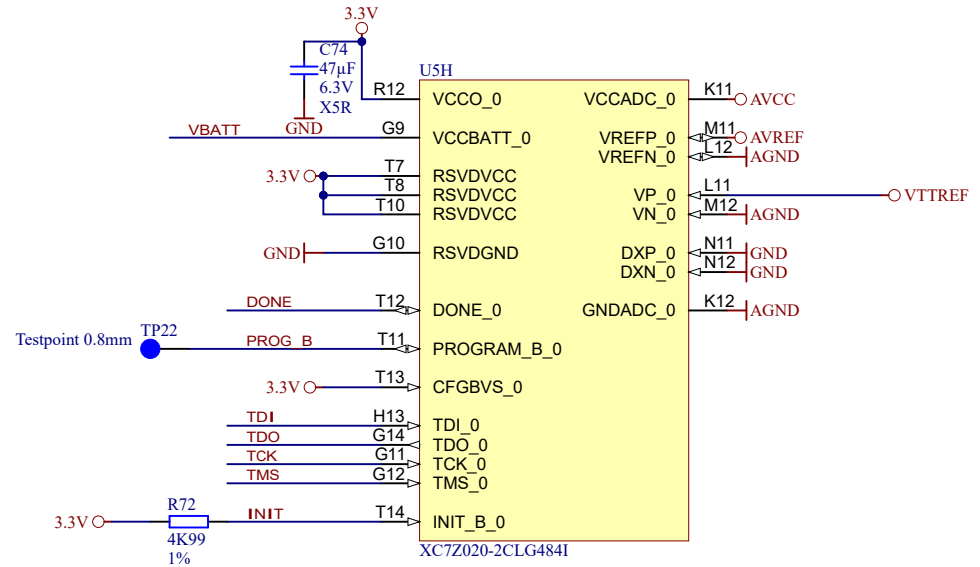 3.3V
C74
47µF
6.3V
X5R
GND
U5H
R12 VCCO_0 VCCADC_0 K11 AVCC
VBATT G9 VCCBATT_0 VREFP_0 M11 AVREF
VREFN_0 L12 AGND
3.3V T7 RSVDVCC
T8 RSVDVCC VP_0 L11 VTTREF
T10 RSVDVCC VN_0 M12 AGND
GND G10 RSVDGND DXP_0 N11 GND
DXN_0 N12 GND
DONE T12 DONE_0 GNDADC_0 K12 AGND
Testpoint 0.8mm TP22 PROG_B T11 PROGRAM_B_0
3.3V T13 CFGBVS_0
TDI H13 TDI_0
TDO G14 TDO_0
TCK G11 TCK_0
TMS G12 TMS_0
3.3V R72 INIT T14 INIT_B_0
4K99
1%
XC7Z020-2CLG484I